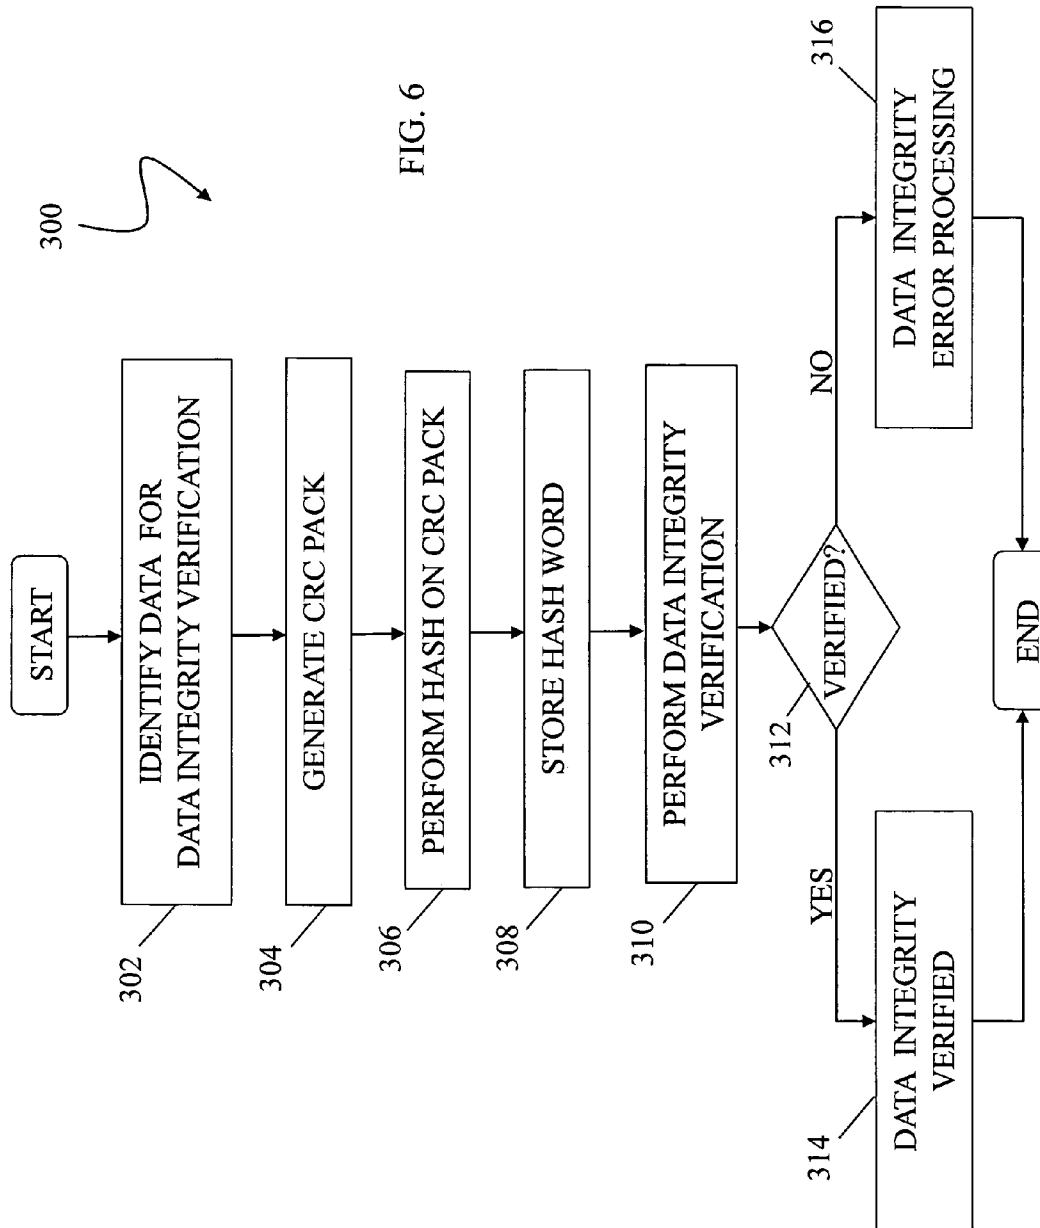 300
FIG. 6
START
302
IDENTIFY DATA FOR
DATA INTEGRITY VERIFICATION
304
GENERATE CRC PACK
306
PERFORM HASH ON CRC PACK
308
STORE HASH WORD
310
PERFORM DATA INTEGRITY
VERIFICATION
312
VERIFIED?
YES
NO
314
DATA INTEGRITY
VERIFIED
316
DATA INTEGRITY
ERROR PROCESSING
END